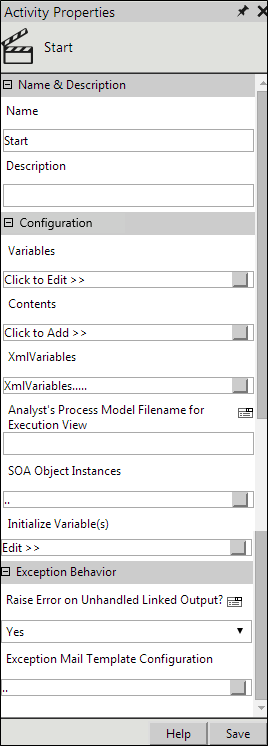 Activity Properties
Start
Name & Description
Name
Start
Description
Configuration
Variables
Click to Edit >>
Contents
Click to Add >>
XmlVariables
XmlVariables.....
Analyst's Process Model Filename for
Execution View
SOA Object Instances
..
Initialize Variable(s)
Edit >>
Exception Behavior
Raise Error on Unhandled Linked Output?
Yes
Exception Mail Template Configuration
..
Help
Save